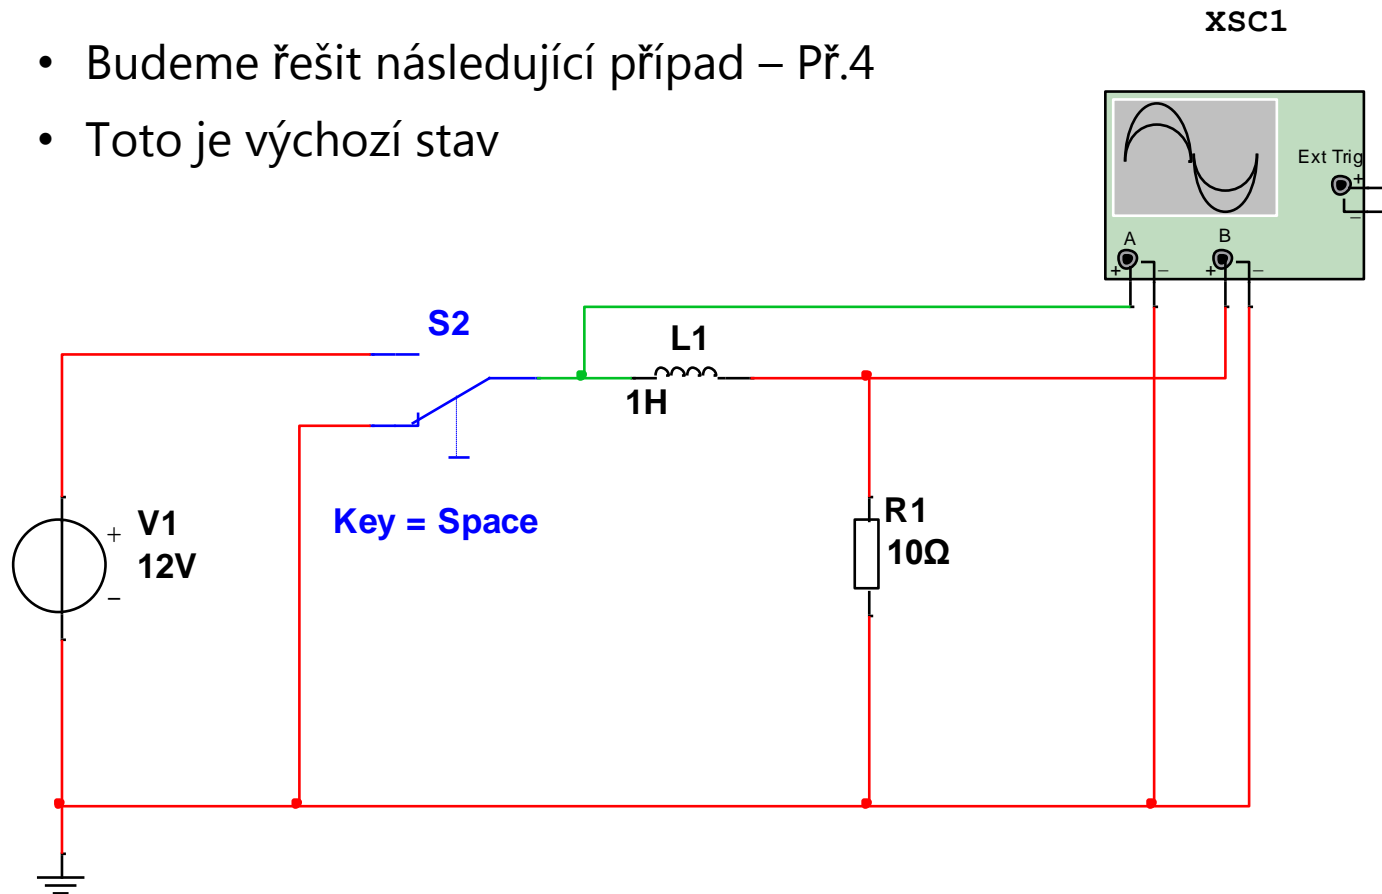 XSC1
• Budeme řešit následující případ – Př.4
• Toto je výchozí stav
Ext Trig
+
−
A
B
+ − + −
S2
L1
1H
Key = Space
V1
12V
+
−
R1
10Ω